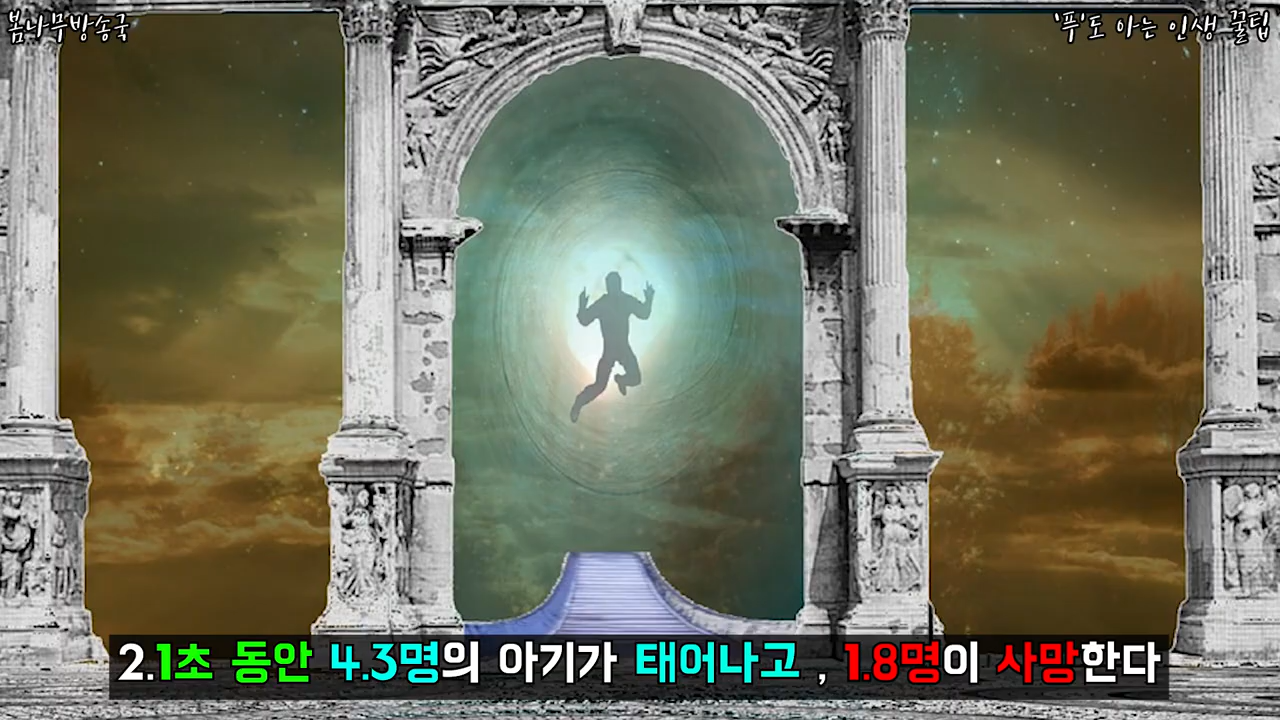 봄나무방송국
'푸'도 아는 인생 꿀팁
2.1초 동안 4.3명의 아기가 태어나고 , 1.8명이 사망한다